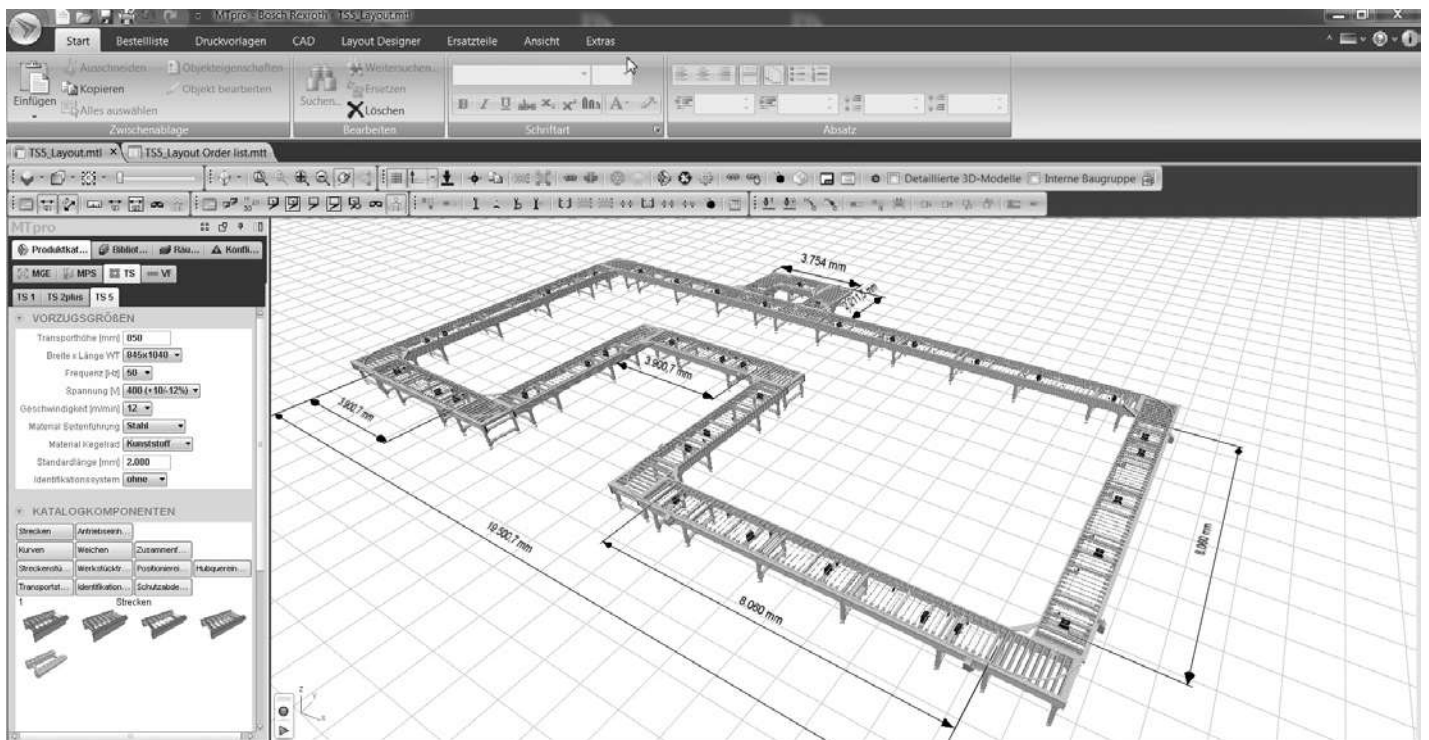 MTpro - Bosch Rexroth - TS5_Layout.mtl
Start Bestellliste Druckvorlagen CAD Layout Designer Ersatzteile Ansicht Extras
Ausschneiden Objekteigenschaften Weitersuchen...
Kopieren Objekt bearbeiten Ersetzen
Einfügen Alles auswählen Suchen... Löschen
Zwischenablage Bearbeiten Schriftart Absatz
TS5_Layout.mtl TS5_Layout Order list.mtt
Detaillierte 3D-Modelle Interne Baugruppe
MTpro
Produktkat... Bibliot... Räu... Konfli...
MGE MPS TS VF
TS 1 TS 2plus TS 5
VORZUGSGRÖßEN
Transporthöhe [mm] 850
Breite x Länge WT 845x1040
Frequenz [Hz] 50
Spannung [V] 400 (+10/-12%)
Geschwindigkeit [m/min] 12
Material Seitenführung Stahl
Material Kegelrad Kunststoff
Standardlänge [mm] 2.000
Identifikationssystem ohne
KATALOGKOMPONENTEN
Strecken Antriebseinh...
Kurven Weichen Zusammenf...
Streckenstü... Werkstücktr... Positionierei... Hubquerein...
Transportst... Identifikation... Schutzabde...
1 Strecken
3.754 mm
3.900,7 mm
3.900,7 mm
19.500,7 mm
8.060 mm
8.060 mm
z y x